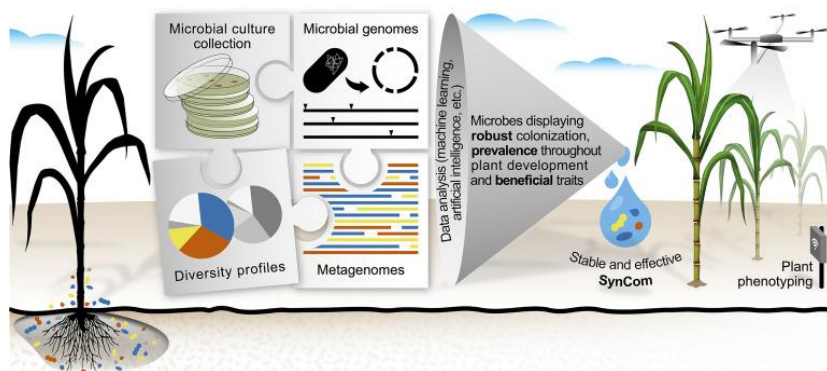 Microbial culture
collection
Microbial genomes
Diversity profiles
Metagenomes
Data analysis (machine learning,
artificial intelligence, etc.)
Microbes displaying
robust colonization,
prevalence throughout
plant development
and beneficial traits
Stable and effective
SynCom
Plant
phenotyping